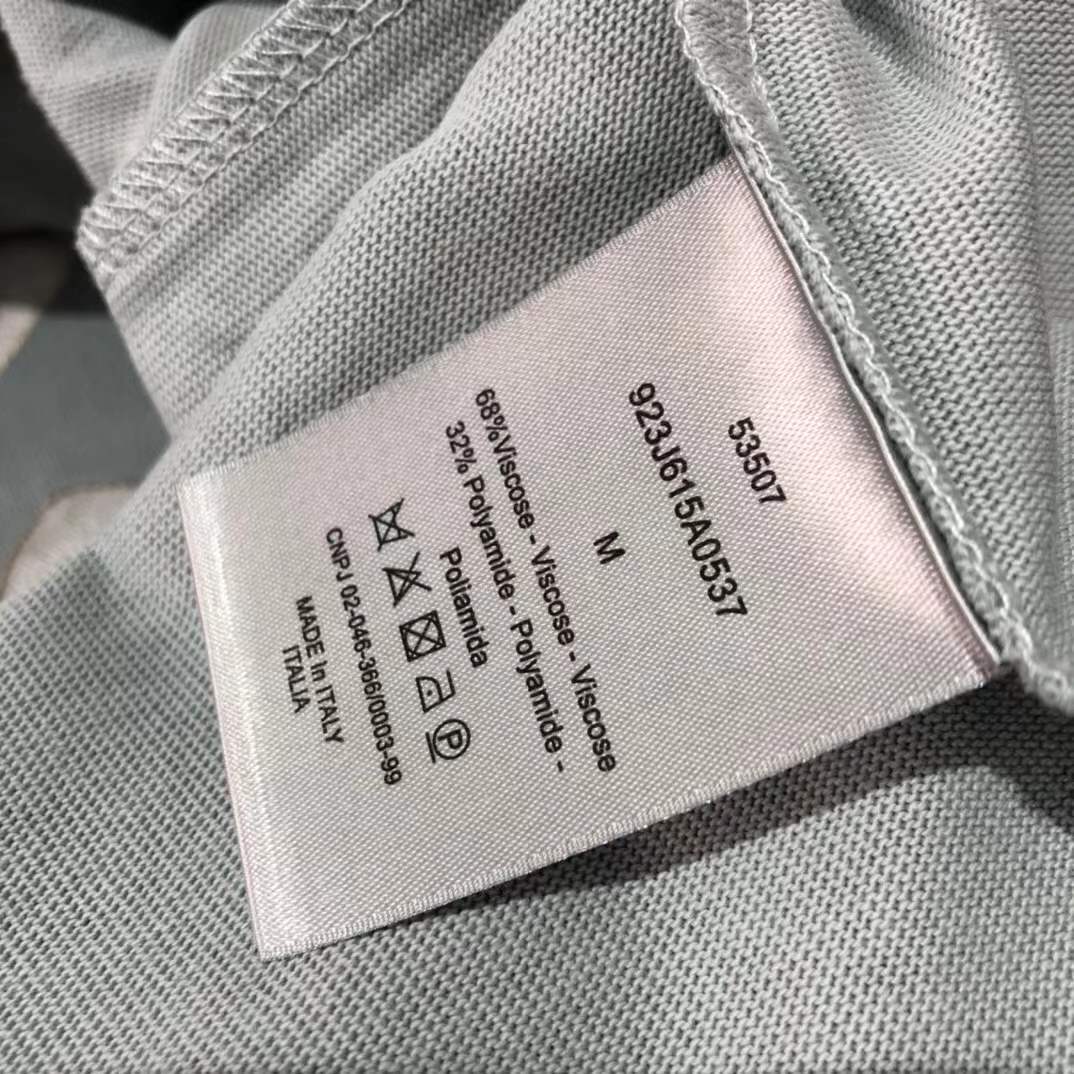 53507
923J615A0537
M
68%Viscose - Viscose - Viscose
32% Polyamide - Polyamide -
Poliamida
P
CNPJ 02-046-366/0003-99
MADE In ITALY
ITALIA